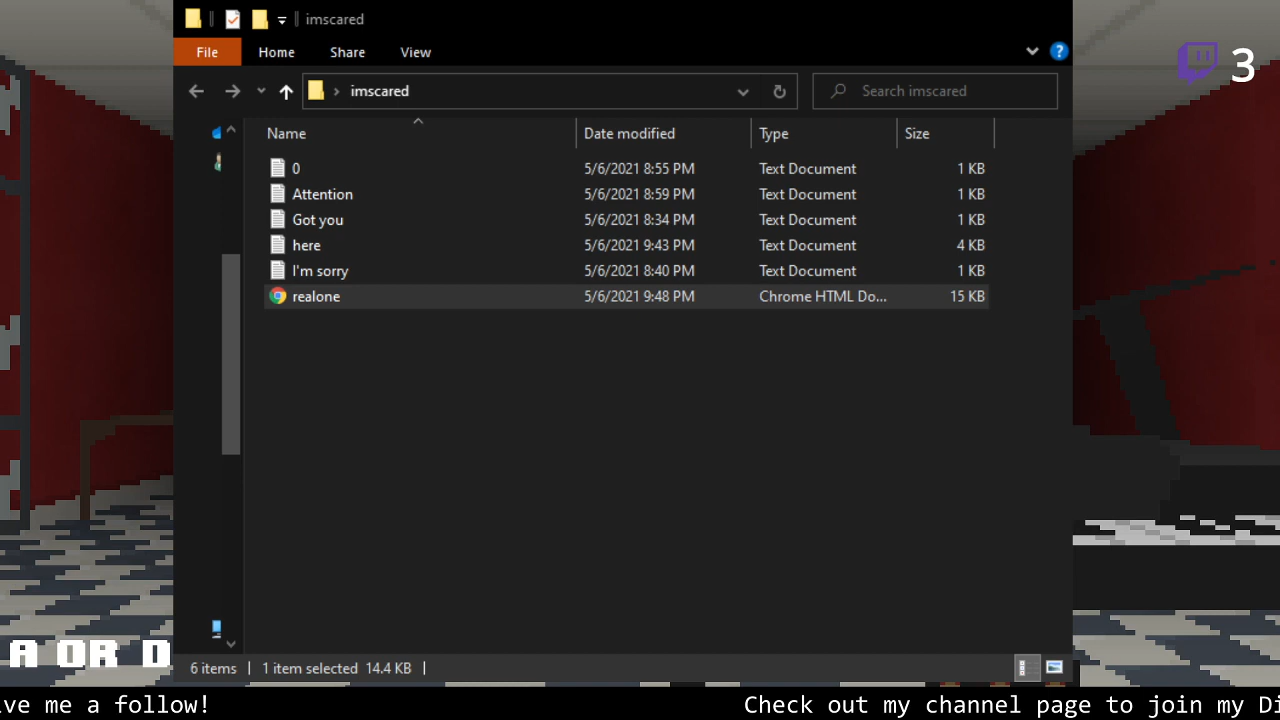 imscared
3
File Home Share View
imscared
Search imscared
Name Date modified Type Size
0 5/6/2021 8:55 PM Text Document 1 KB
Attention 5/6/2021 8:59 PM Text Document 1 KB
Got you 5/6/2021 8:34 PM Text Document 1 KB
here 5/6/2021 9:43 PM Text Document 4 KB
I'm sorry 5/6/2021 8:40 PM Text Document 1 KB
realone 5/6/2021 9:48 PM Chrome HTML Do... 15 KB
A OR D
6 items 1 item selected 14.4 KB
ve me a follow! Check out my channel page to join my Di